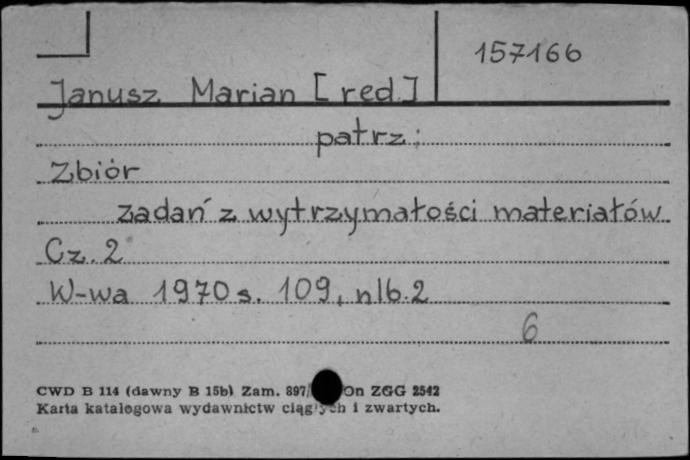 157166
Janusz Marian [red.]
patrz:
Zbiór
zadań z wytrzymałości materiałów
Cz. 2
W-wa 1970 s. 109, nlb. 2
6
CWD B 114 (dawny B 15b) Zam. 897/ On ZGG 2542
Karta katalogowa wydawnictw ciągłych i zwartych.